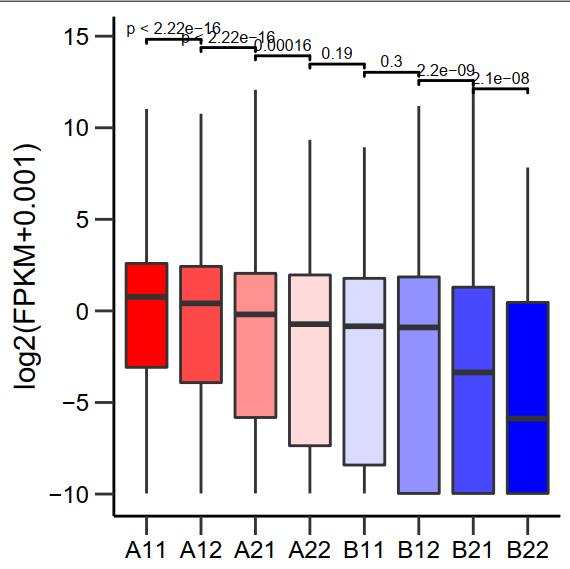 p < 2.22e−16
p < 2.22e−16
0.00016
0.19
0.3
2.2e−09
2.1e−08
15
10
5
0
−5
−10
log2(FPKM+0.001)
A11 A12 A21 A22 B11 B12 B21 B22